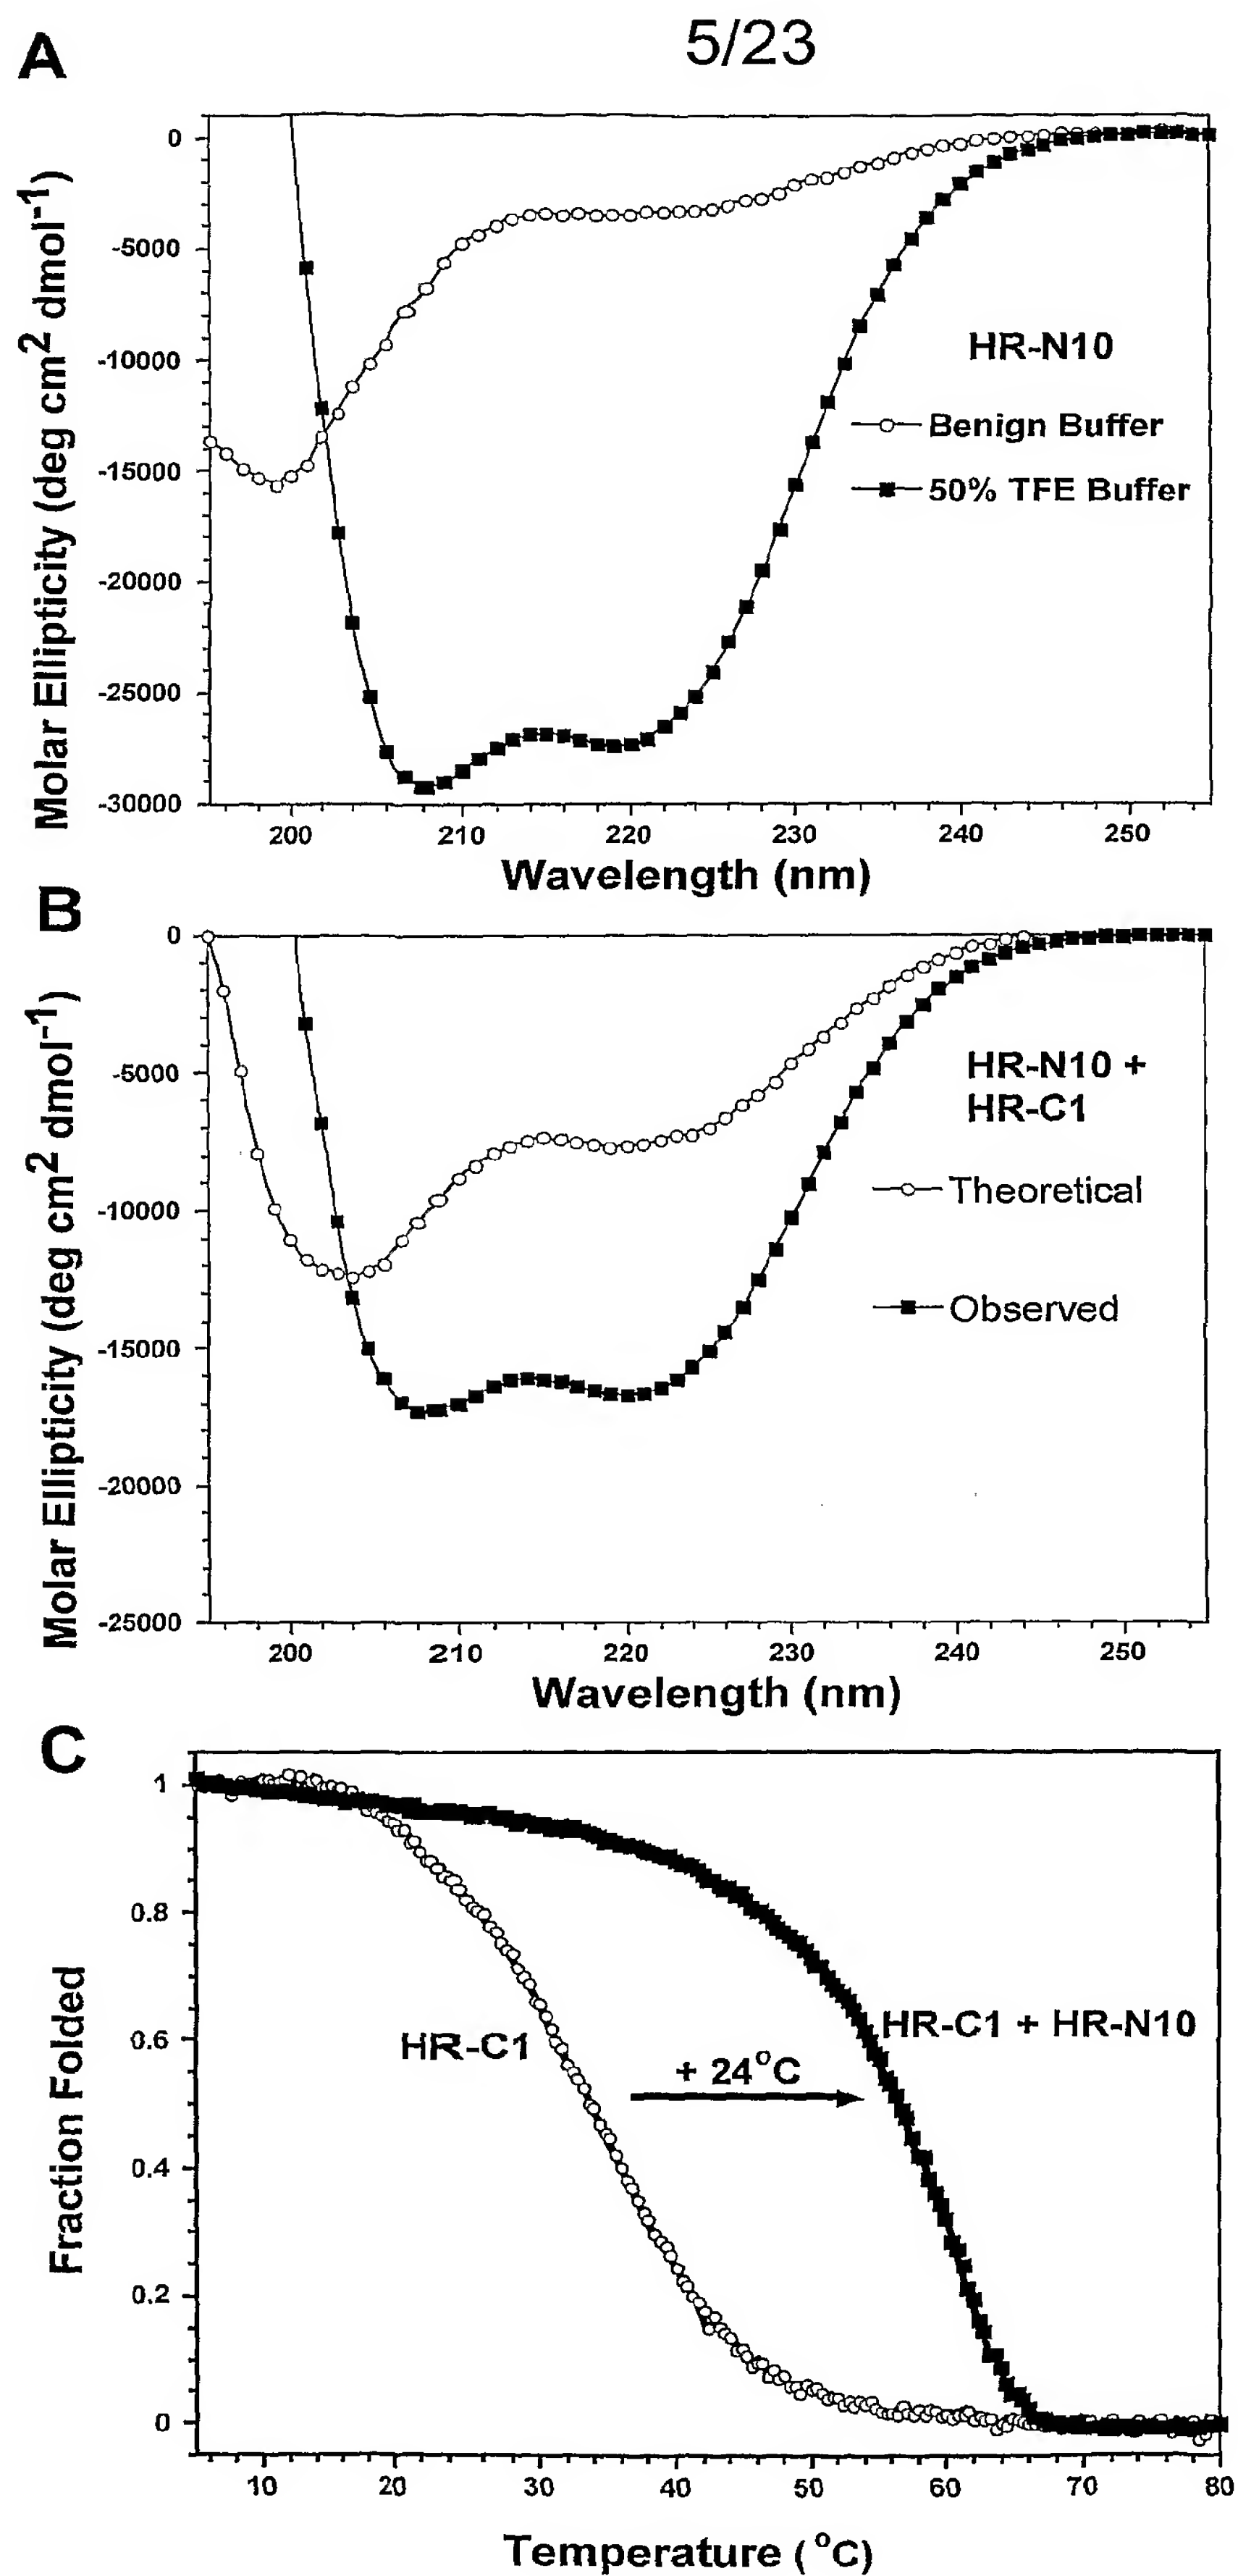 5/23
A
Molar Ellipticity (deg cm² dmol⁻¹)
0
-5000
-10000
-15000
-20000
-25000
-30000
HR-N10
Benign Buffer
50% TFE Buffer
200 210 220 230 240 250
Wavelength (nm)
B
Molar Ellipticity (deg cm² dmol⁻¹)
0
-5000
-10000
-15000
-20000
-25000
HR-N10 +
HR-C1
Theoretical
Observed
200 210 220 230 240 250
Wavelength (nm)
C
Fraction Folded
1
0.8
0.6
0.4
0.2
0
HR-C1
+ 24°C
HR-C1 + HR-N10
10 20 30 40 50 60 70 80
Temperature (°C)